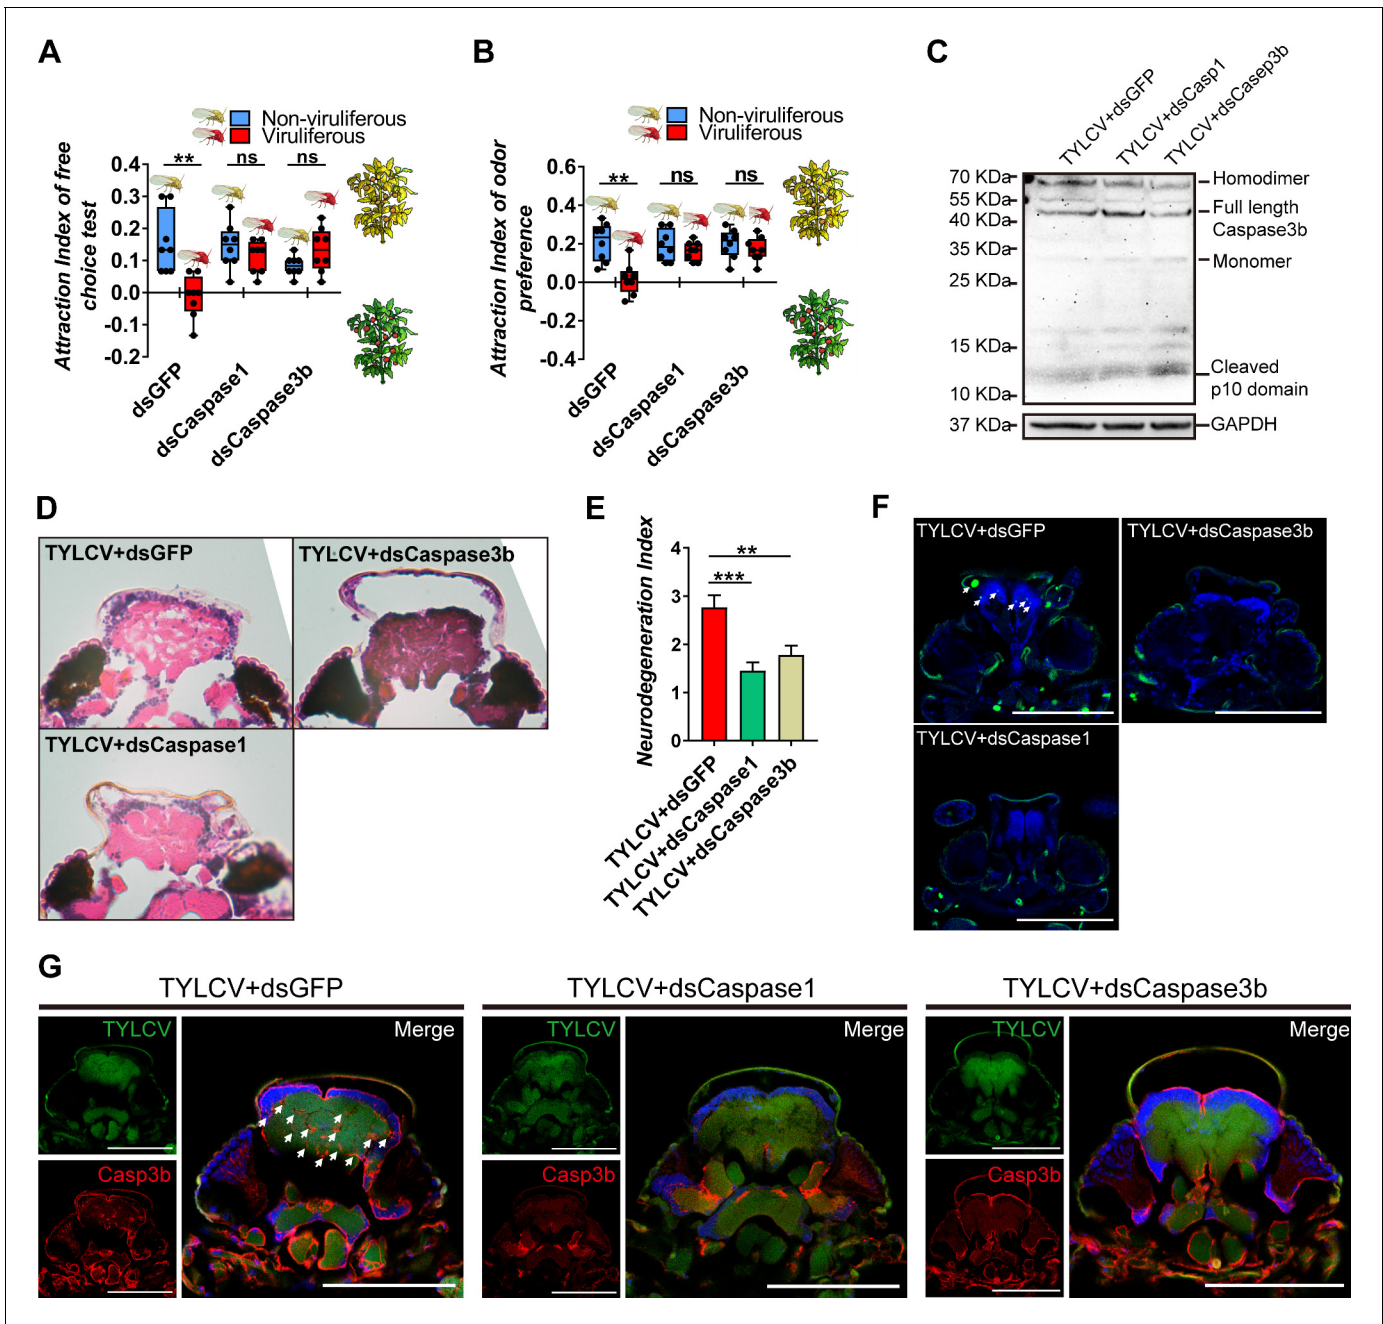 A
Non-viruliferous
Viruliferous
Attraction Index of free
choice test
0.4
0.3
0.2
0.1
0.0
-0.1
-0.2
**
ns
ns
dsGFP
dsCaspase1
dsCaspase3b
B
Non-viruliferous
Viruliferous
Attraction Index of odor
preference
0.6
0.4
0.2
0.0
-0.2
-0.4
**
ns
ns
dsGFP
dsCaspase1
dsCaspase3b
C
TYLCV+dsGFP
TYLCV+dsCasp1
TYLCV+dsCasep3b
70 KDa
55 KDa
40 KDa
35 KDa
25 KDa
15 KDa
10 KDa
37 KDa
Homodimer
Full length
Caspase3b
Monomer
Cleaved
p10 domain
GAPDH
D
TYLCV+dsGFP
TYLCV+dsCaspase3b
TYLCV+dsCaspase1
E
Neurodegeneration Index
4
3
2
1
0
**
***
TYLCV+dsGFP
TYLCV+dsCaspase1
TYLCV+dsCaspase3b
F
TYLCV+dsGFP
TYLCV+dsCaspase3b
TYLCV+dsCaspase1
G
TYLCV+dsGFP
TYLCV
Merge
Casp3b
TYLCV+dsCaspase1
TYLCV
Merge
Casp3b
TYLCV+dsCaspase3b
TYLCV
Merge
Casp3b